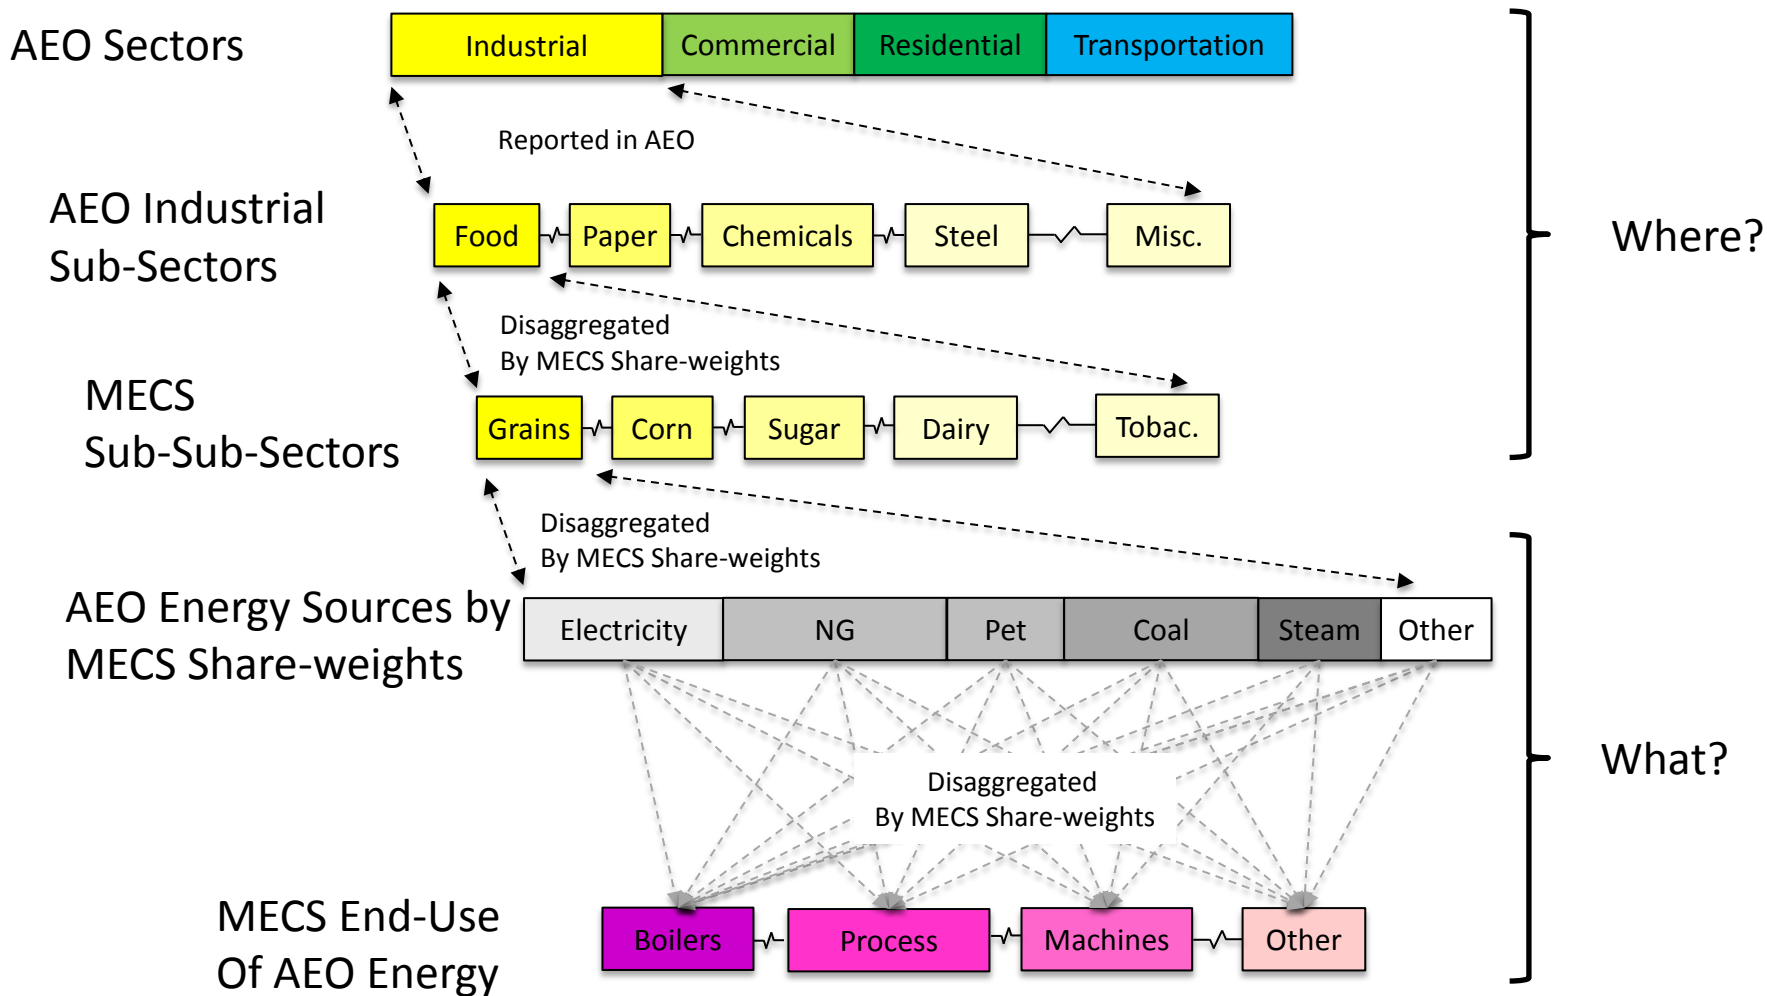 AEO Sectors
Industrial
Commercial
Residential
Transportation
Reported in AEO
AEO Industrial
Sub-Sectors
Food
Paper
Chemicals
Steel
Misc.
Where?
Disaggregated
By MECS Share-weights
MECS
Sub-Sub-Sectors
Grains
Corn
Sugar
Dairy
Tobac.
Disaggregated
By MECS Share-weights
AEO Energy Sources by
MECS Share-weights
Electricity
NG
Pet
Coal
Steam
Other
What?
Disaggregated
By MECS Share-weights
MECS End-Use
Of AEO Energy
Boilers
Process
Machines
Other